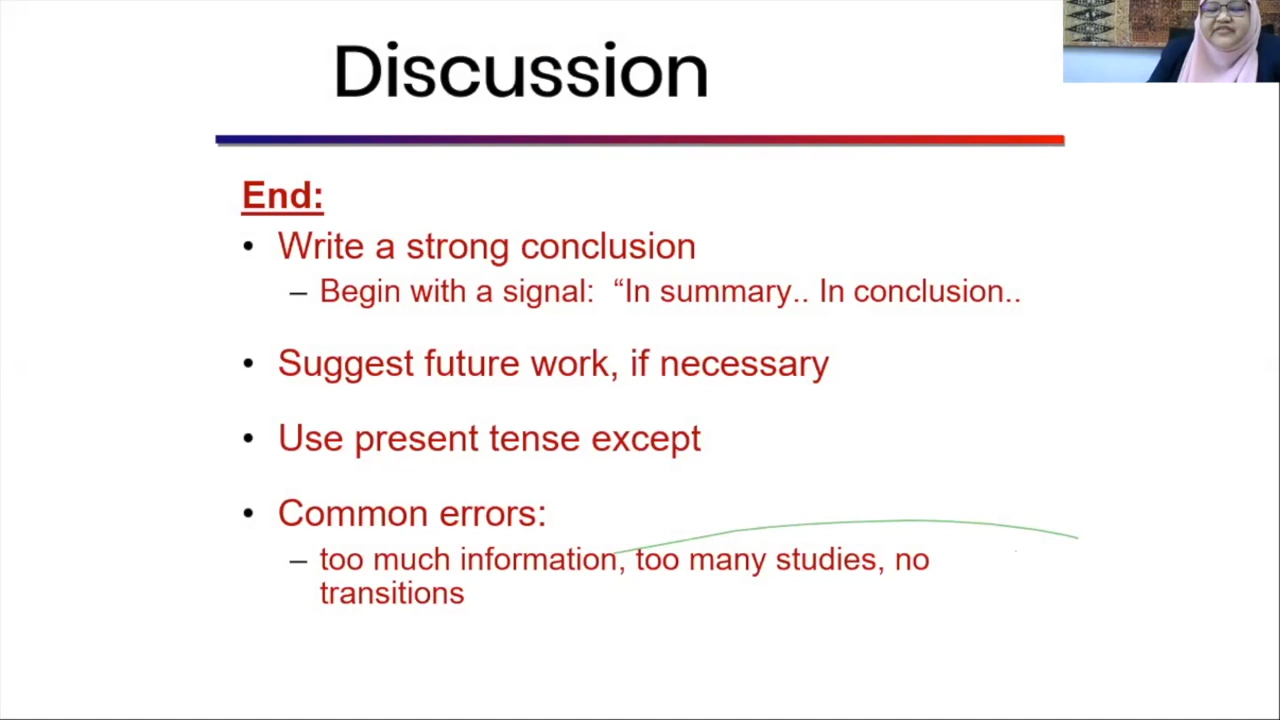 Discussion
End:
• Write a strong conclusion
– Begin with a signal: “In summary.. In conclusion..
• Suggest future work, if necessary
• Use present tense except
• Common errors:
– too much information, too many studies, no
transitions